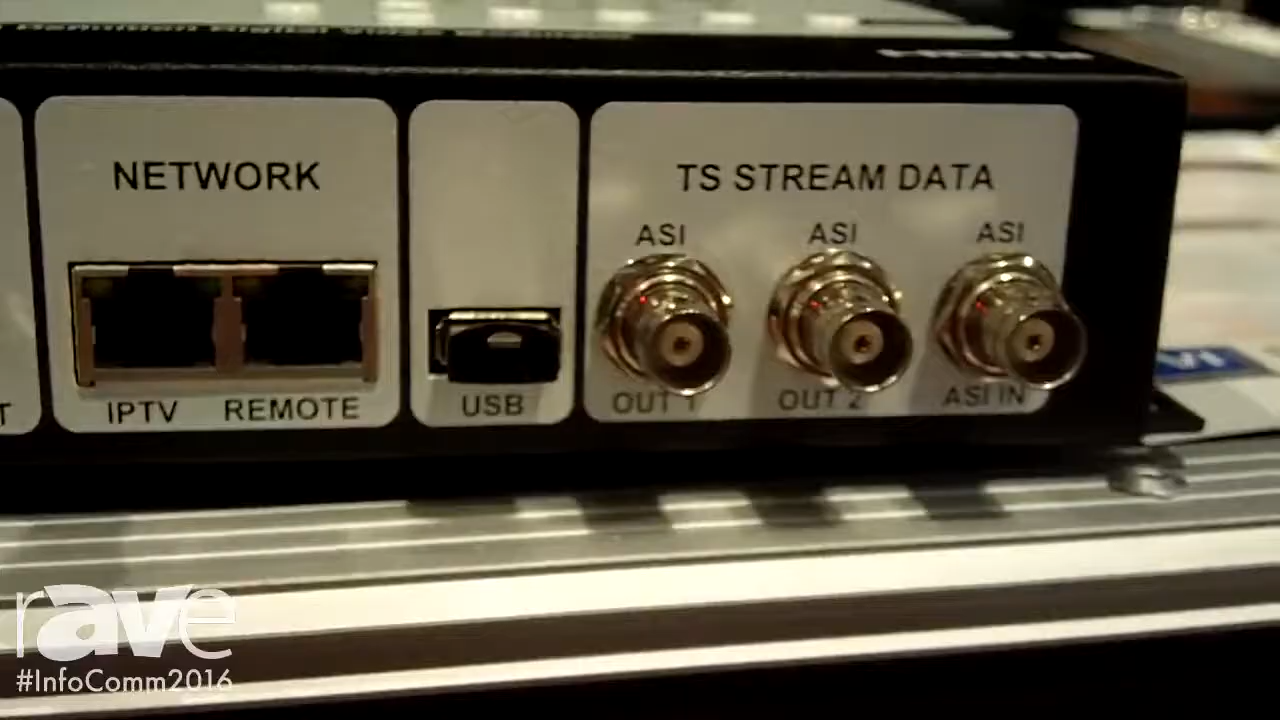 NETWORK
IPTV
REMOTE
USB
TS STREAM DATA
ASI
ASI
ASI
OUT 1
OUT 2
ASI IN
T
rave
#InfoComm2016